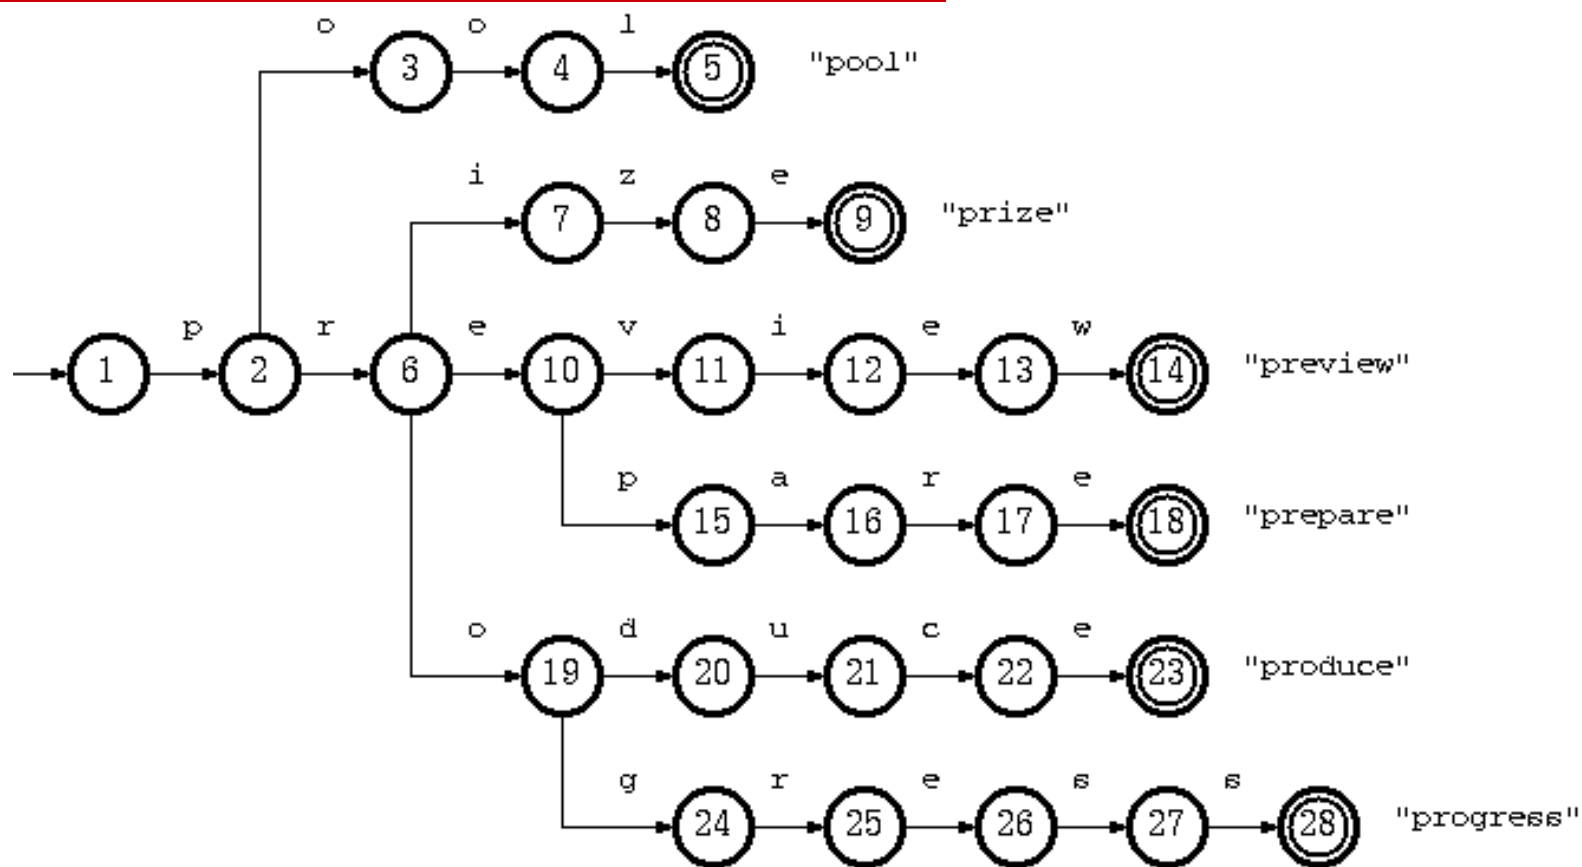 o o l
3 4 5 "pool"
i z e
7 8 9 "prize"
p r e v i e w
1 2 6 10 11 12 13 14 "preview"
p a r e
15 16 17 18 "prepare"
o d u c e
19 20 21 22 23 "produce"
g r e s s
24 25 26 27 28 "progress"